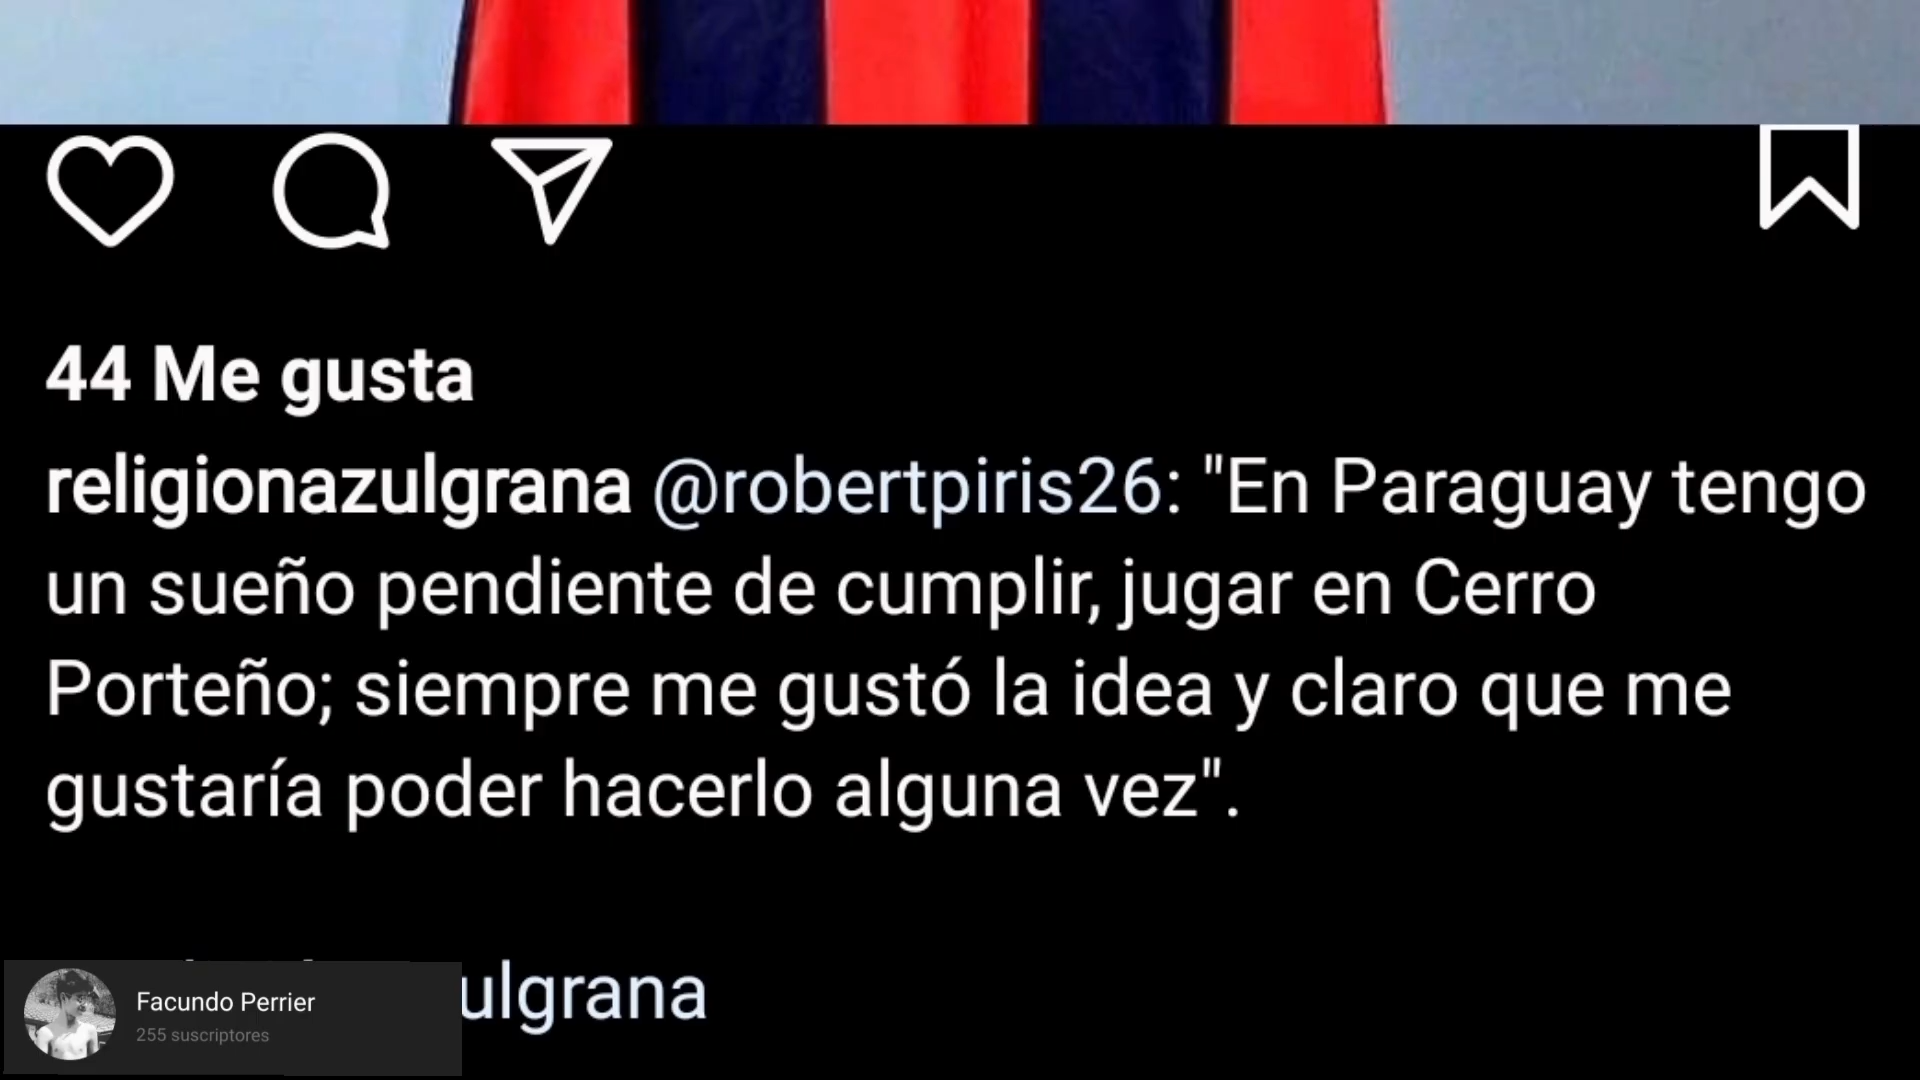 44 Me gusta
religionazulgrana @robertpiris26: "En Paraguay tengo
un sueño pendiente de cumplir, jugar en Cerro
Porteño; siempre me gustó la idea y claro que me
gustaría poder hacerlo alguna vez".
ulgrana
Facundo Perrier
255 suscriptores